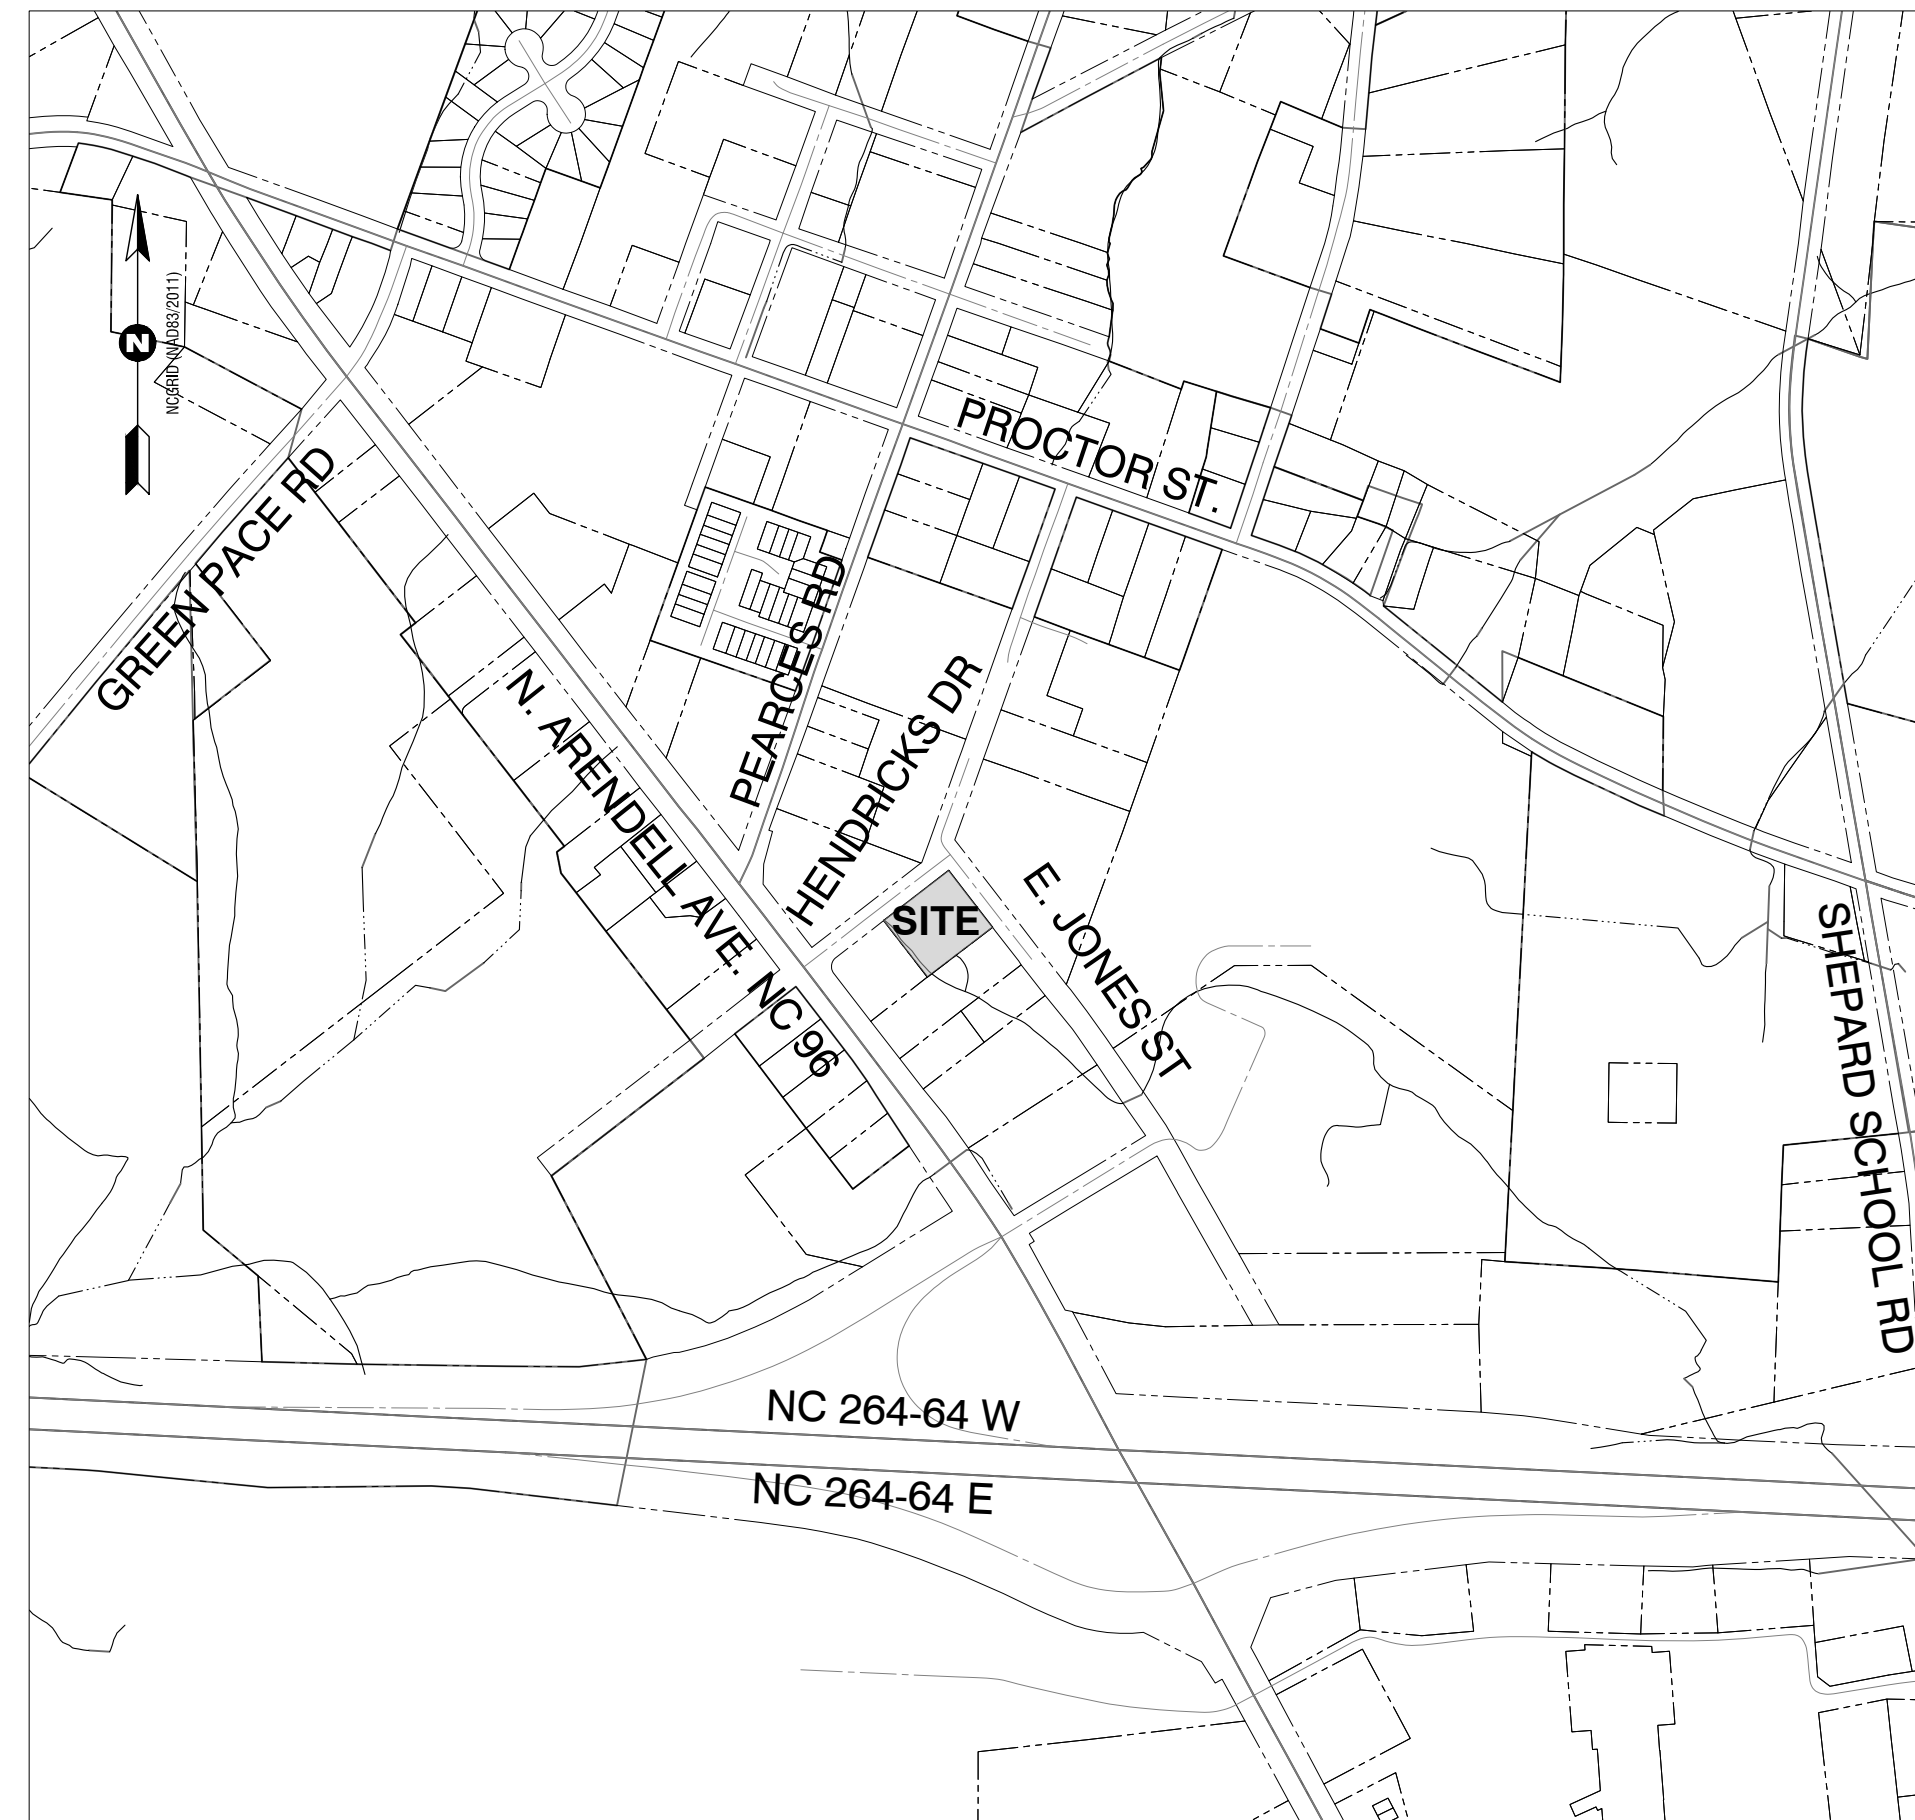 N
NCGRID (NAD83/2011)
PROCTOR ST.
GREEN PACE RD
PEARCES RD
HENDRICKS DR
N. ARENDELL AVE. NC 96
SITE
E. JONES ST
SHEPARD SCHOOL RD
NC 264-64 W
NC 264-64 E